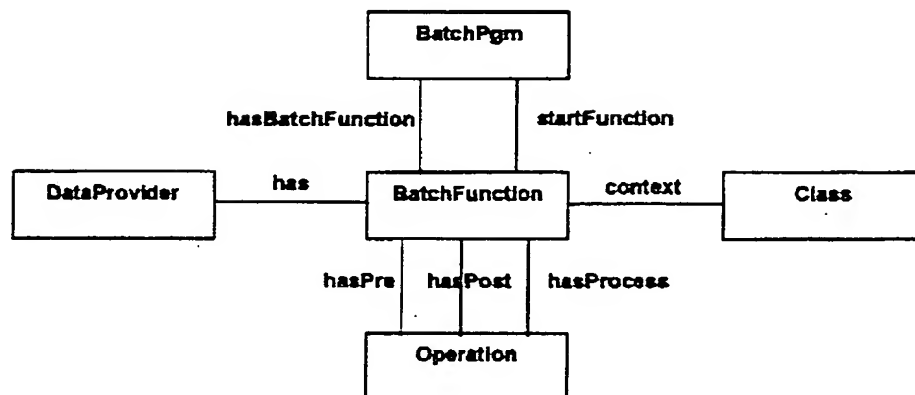 BatchPgm
hasBatchFunction startFunction
DataProvider has BatchFunction context Class
hasPre hasPost hasProcess
Operation